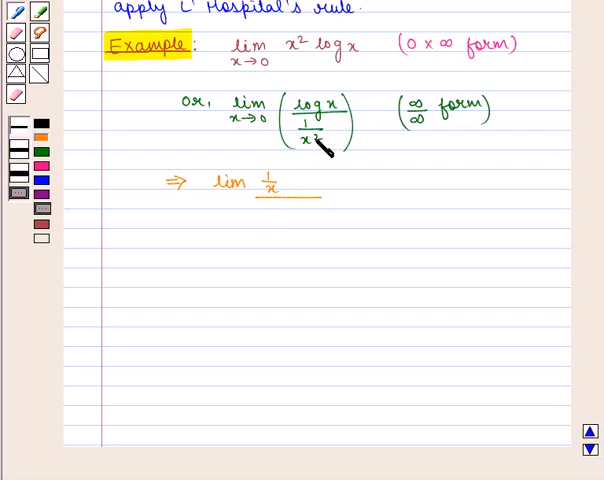 apply L' Hospital's rule.
Example: lim x→0 x² log x (0 × ∞ form)
or, lim x→0 (log x / (1/x²)) (∞/∞ form)
⇒ lim 1/x